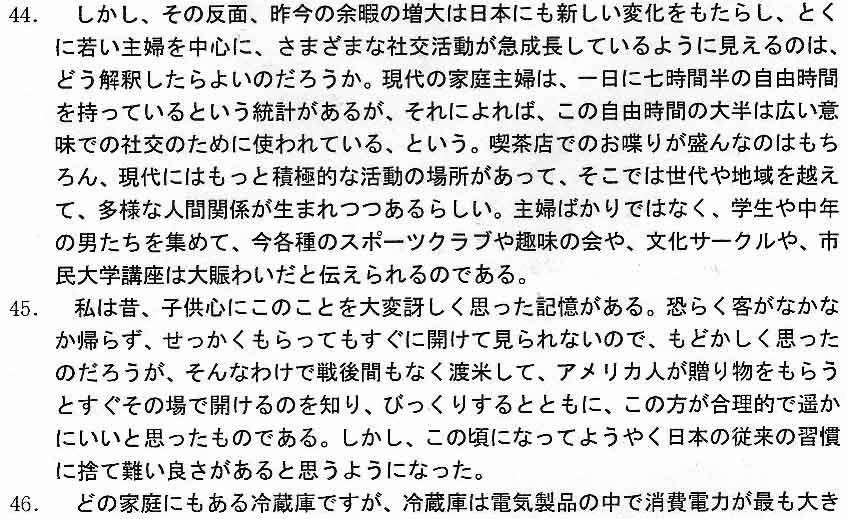 44. しかし、その反面、昨今の余暇の増大は日本にも新しい変化をもたらし、とく
に若い主婦を中心に、さまざまな社交活動が急成長しているように見えるのは、
どう解釈したらよいのだろうか。現代の家庭主婦は、一日に七時間半の自由時間
を持っているという統計があるが、それによれば、この自由時間の大半は広い意
味での社交のために使われている、という。喫茶店でのお喋りが盛んなのはもち
ろん、現代にはもっと積極的な活動の場所があって、そこでは世代や地域を越え
て、多様な人間関係が生まれつつあるらしい。主婦ばかりではなく、学生や中年
の男たちを集めて、今各種のスポーツクラブや趣味の会や、文化サークルや、市
民大学講座は大賑わいだと伝えられるのである。
45. 私は昔、子供心にこのことを大変訝しく思った記憶がある。恐らく客がなかな
か帰らず、せっかくもらってもすぐに開けて見られないので、もどかしく思った
のだろうが、そんなわけで戦後間もなく渡米して、アメリカ人が贈り物をもらう
とすぐその場で開けるのを知り、びっくりするとともに、この方が合理的で遥か
にいいと思ったものである。しかし、この頃になってようやく日本の従来の習慣
に捨て難い良さがあると思うようになった。
46. どの家庭にもある冷蔵庫ですが、冷蔵庫は電気製品の中で消費電力が最も大き